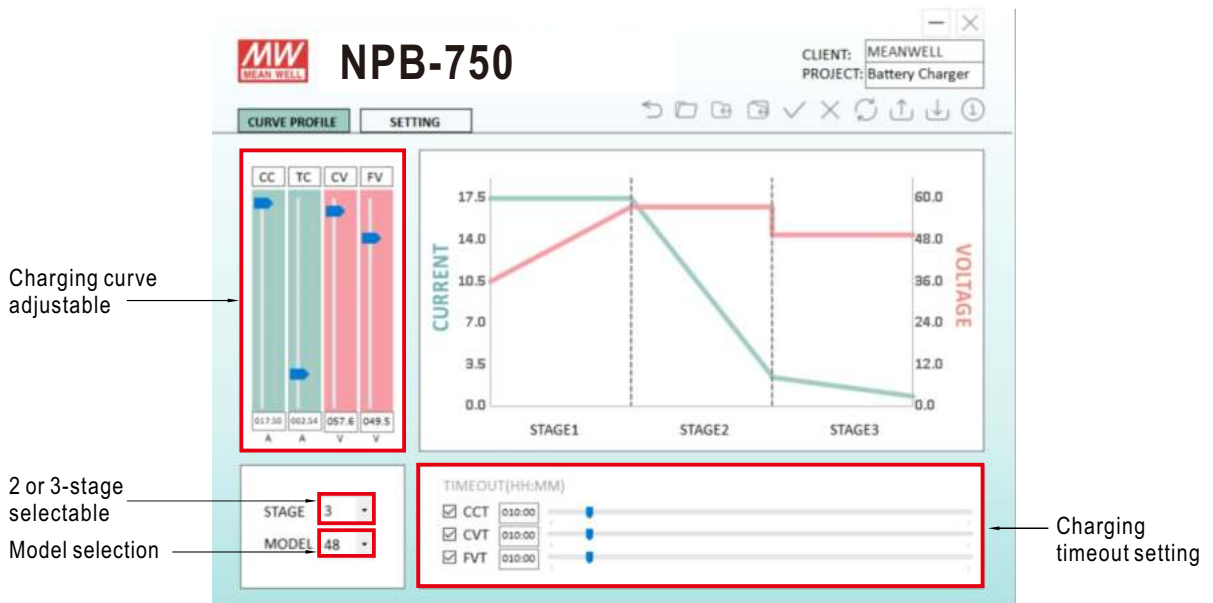 MW
MEAN WELL
NPB-750
CLIENT: MEANWELL
PROJECT: Battery Charger
CURVE PROFILE
SETTING
CC TC CV FV
017.50 002.54 057.6 049.5
A A V V
Charging curve
adjustable
CURRENT
17.5
14.0
10.5
7.0
3.5
0.0
60.0
48.0
36.0
24.0
12.0
0.0
VOLTAGE
STAGE1 STAGE2 STAGE3
2 or 3-stage
selectable
Model selection
STAGE 3
MODEL 48
TIMEOUT(HH:MM)
CCT 010:00
CVT 010:00
FVT 010:00
Charging
timeout setting